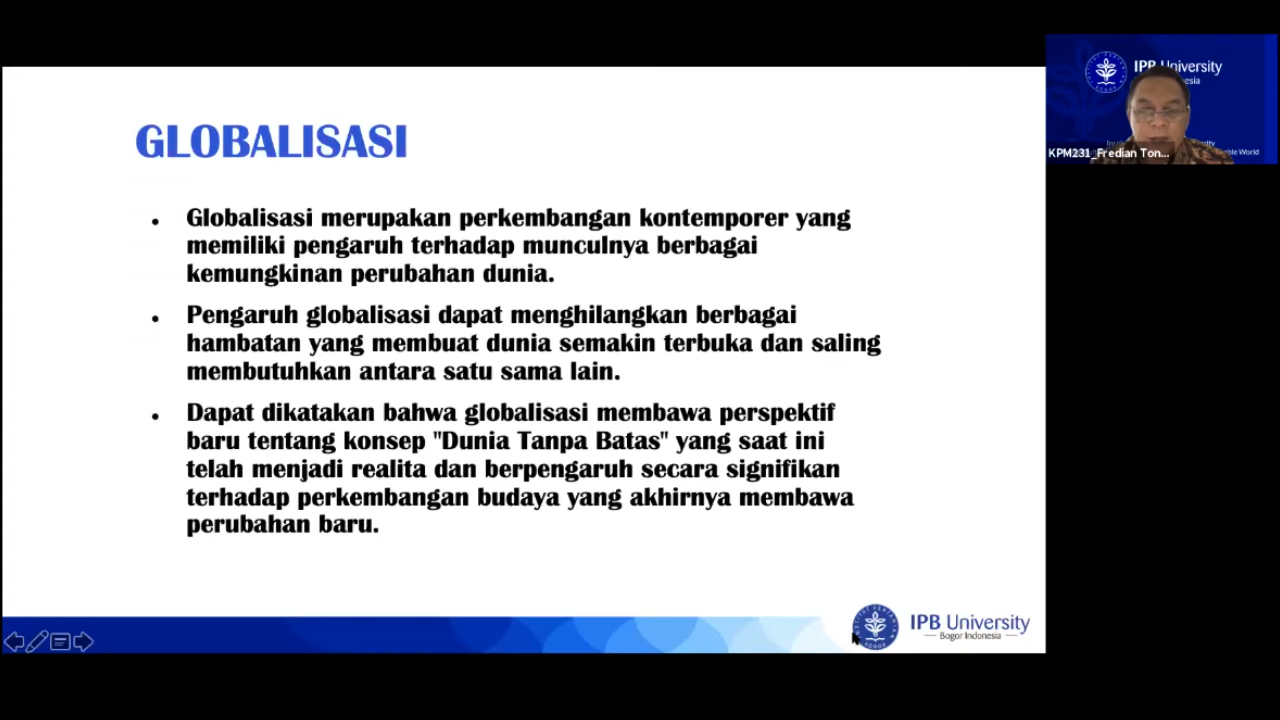 GLOBALISASI
Globalisasi merupakan perkembangan kontemporer yang
memiliki pengaruh terhadap munculnya berbagai
kemungkinan perubahan dunia.
Pengaruh globalisasi dapat menghilangkan berbagai
hambatan yang membuat dunia semakin terbuka dan saling
membutuhkan antara satu sama lain.
Dapat dikatakan bahwa globalisasi membawa perspektif
baru tentang konsep "Dunia Tanpa Batas" yang saat ini
telah menjadi realita dan berpengaruh secara signifikan
terhadap perkembangan budaya yang akhirnya membawa
perubahan baru.
IPB University
Bogor Indonesia
IPB University
KPM231_Fredian Ton...
World